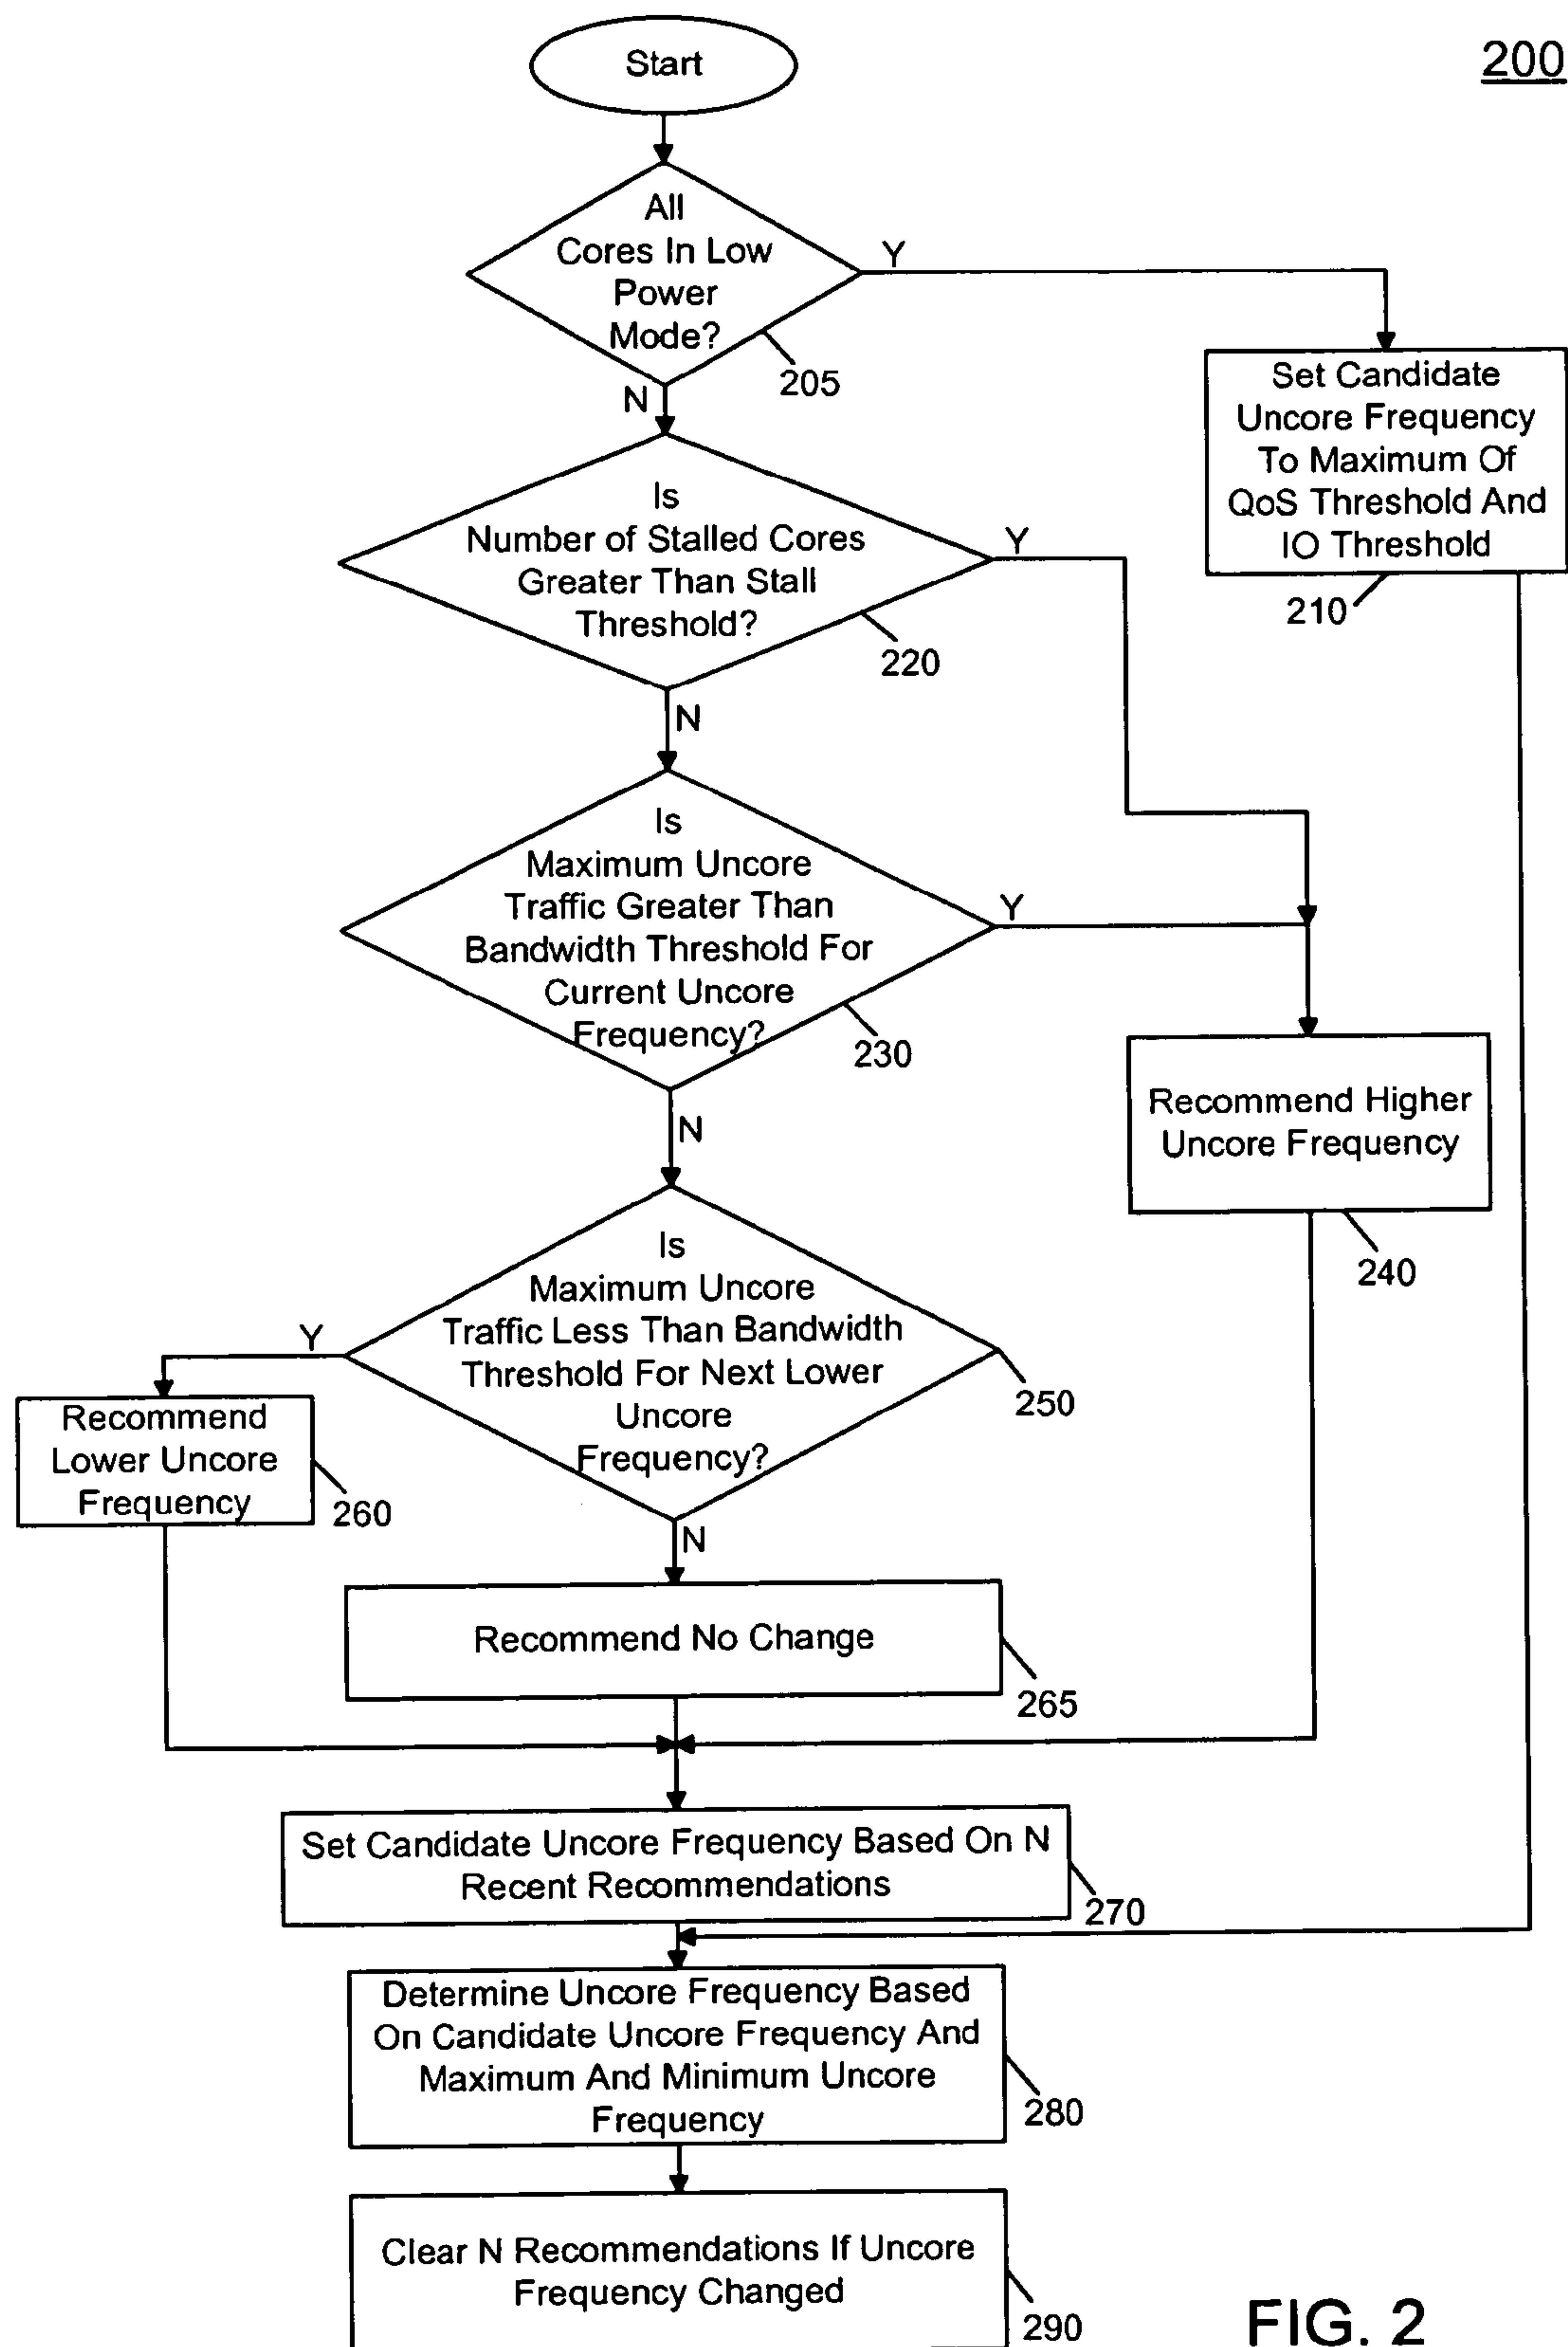 200
Start
All
Cores In Low
Power
Mode?
Y
205
N
Set Candidate
Uncore Frequency
To Maximum Of
QoS Threshold And
IO Threshold
210
Is
Number of Stalled Cores
Greater Than Stall
Threshold?
Y
220
N
Is
Maximum Uncore
Traffic Greater Than
Bandwidth Threshold For
Current Uncore
Frequency?
Y
230
N
Recommend Higher
Uncore Frequency
240
Is
Maximum Uncore
Traffic Less Than Bandwidth
Threshold For Next Lower
Uncore
Frequency?
Y
250
Recommend
Lower Uncore
Frequency
260
N
Recommend No Change
265
Set Candidate Uncore Frequency Based On N
Recent Recommendations
270
Determine Uncore Frequency Based
On Candidate Uncore Frequency And
Maximum And Minimum Uncore
Frequency
280
Clear N Recommendations If Uncore
Frequency Changed
290
FIG. 2